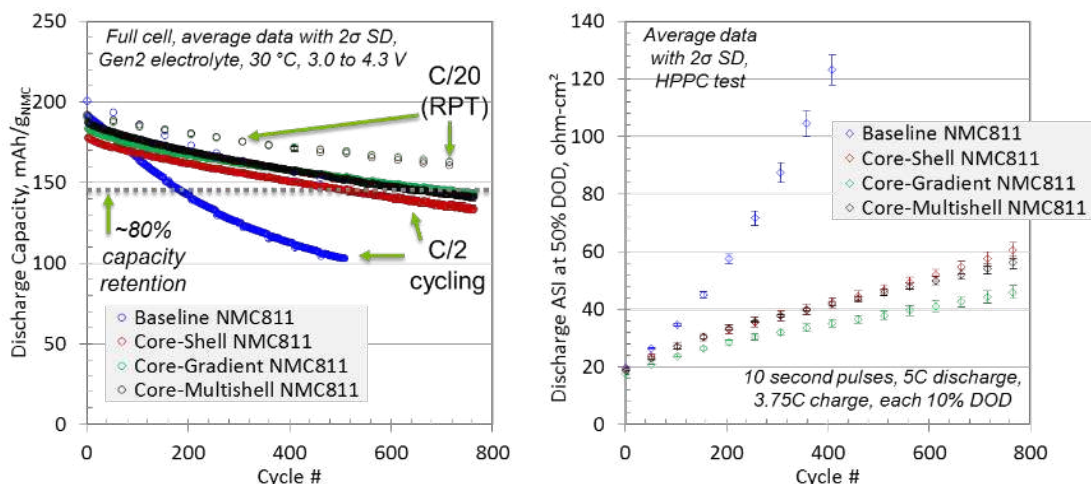 250
200
150
100
50
0
Discharge Capacity, mAh/gNMC
Full cell, average data with 2σ SD,
Gen2 electrolyte, 30 °C, 3.0 to 4.3 V
C/20
(RPT)
~80%
capacity
retention
C/2
cycling
Baseline NMC811
Core-Shell NMC811
Core-Gradient NMC811
Core-Multishell NMC811
0
200
400
600
800
Cycle #
140
120
100
80
60
40
20
0
Discharge ASI at 50% DOD, ohm-cm²
Average data
with 2σ SD,
HPPC test
Baseline NMC811
Core-Shell NMC811
Core-Gradient NMC811
Core-Multishell NMC811
10 second pulses, 5C discharge,
3.75C charge, each 10% DOD
0
200
400
600
800
Cycle #